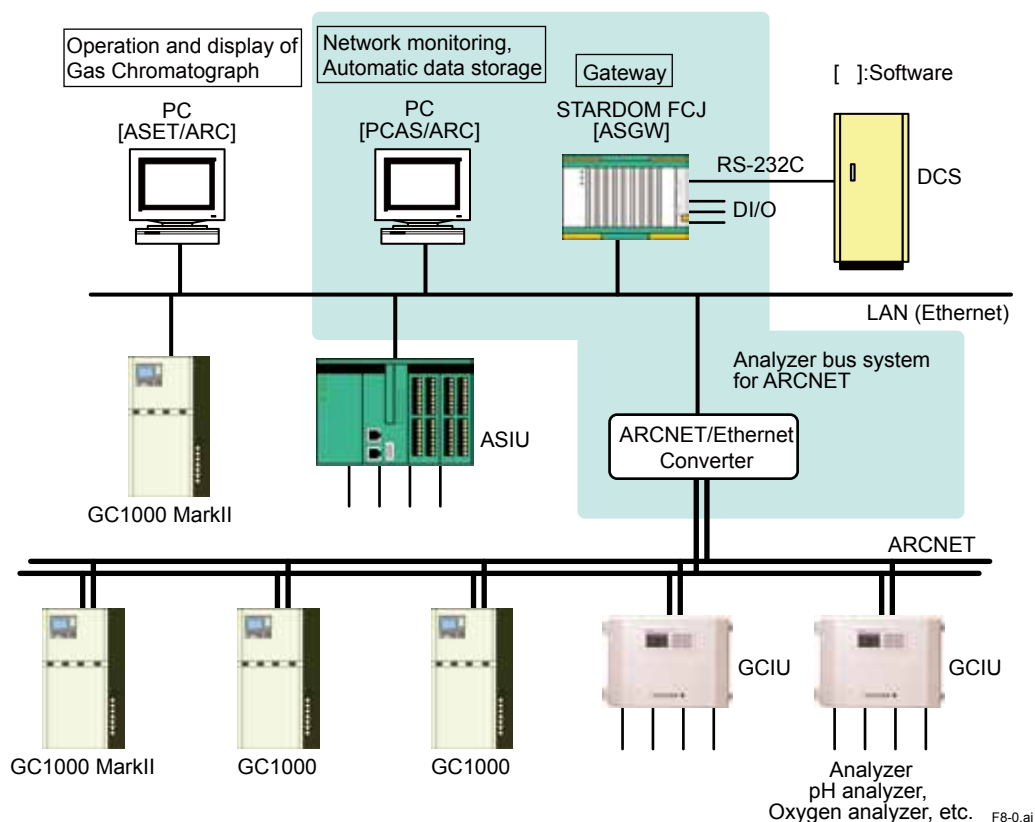 Operation and display of
Gas Chromatograph
Network monitoring,
Automatic data storage
Gateway
[ ]:Software
PC
[ASET/ARC]
PC
[PCAS/ARC]
STARDOM FCJ
[ASGW]
RS-232C
DI/O
DCS
LAN (Ethernet)
Analyzer bus system
for ARCNET
ASIU
ARCNET/Ethernet
Converter
GC1000 MarkII
ARCNET
GCIU
GCIU
GC1000 MarkII
GC1000
GC1000
Analyzer
pH analyzer,
Oxygen analyzer, etc.
F8-0.ai